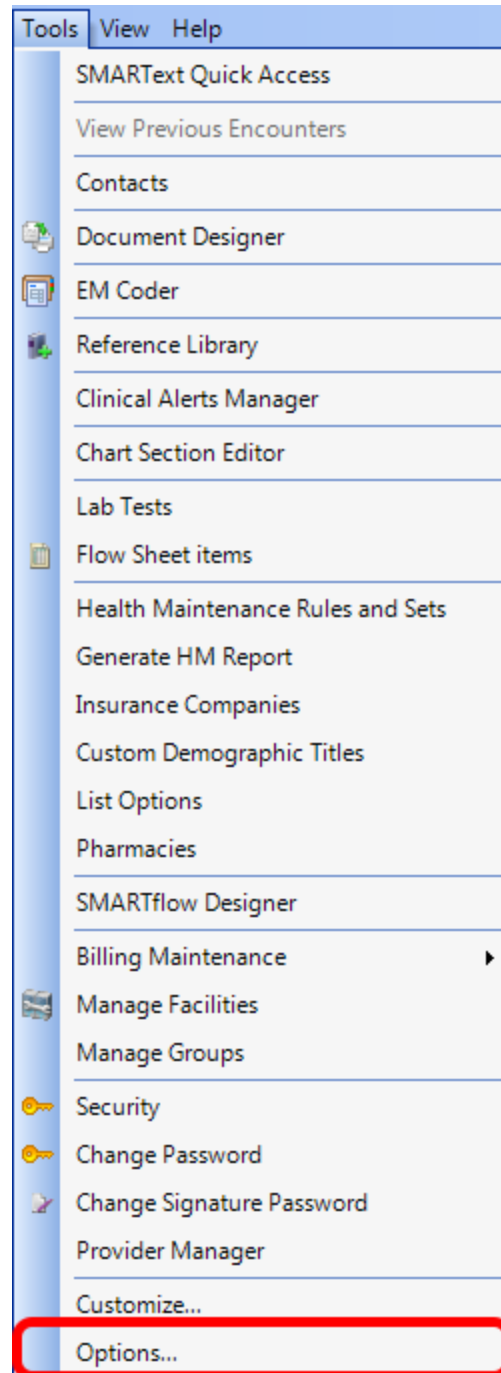 Tools View Help
SMARText Quick Access
View Previous Encounters
Contacts
Document Designer
EM Coder
Reference Library
Clinical Alerts Manager
Chart Section Editor
Lab Tests
Flow Sheet items
Health Maintenance Rules and Sets
Generate HM Report
Insurance Companies
Custom Demographic Titles
List Options
Pharmacies
SMARTflow Designer
Billing Maintenance
Manage Facilities
Manage Groups
Security
Change Password
Change Signature Password
Provider Manager
Customize...
Options...